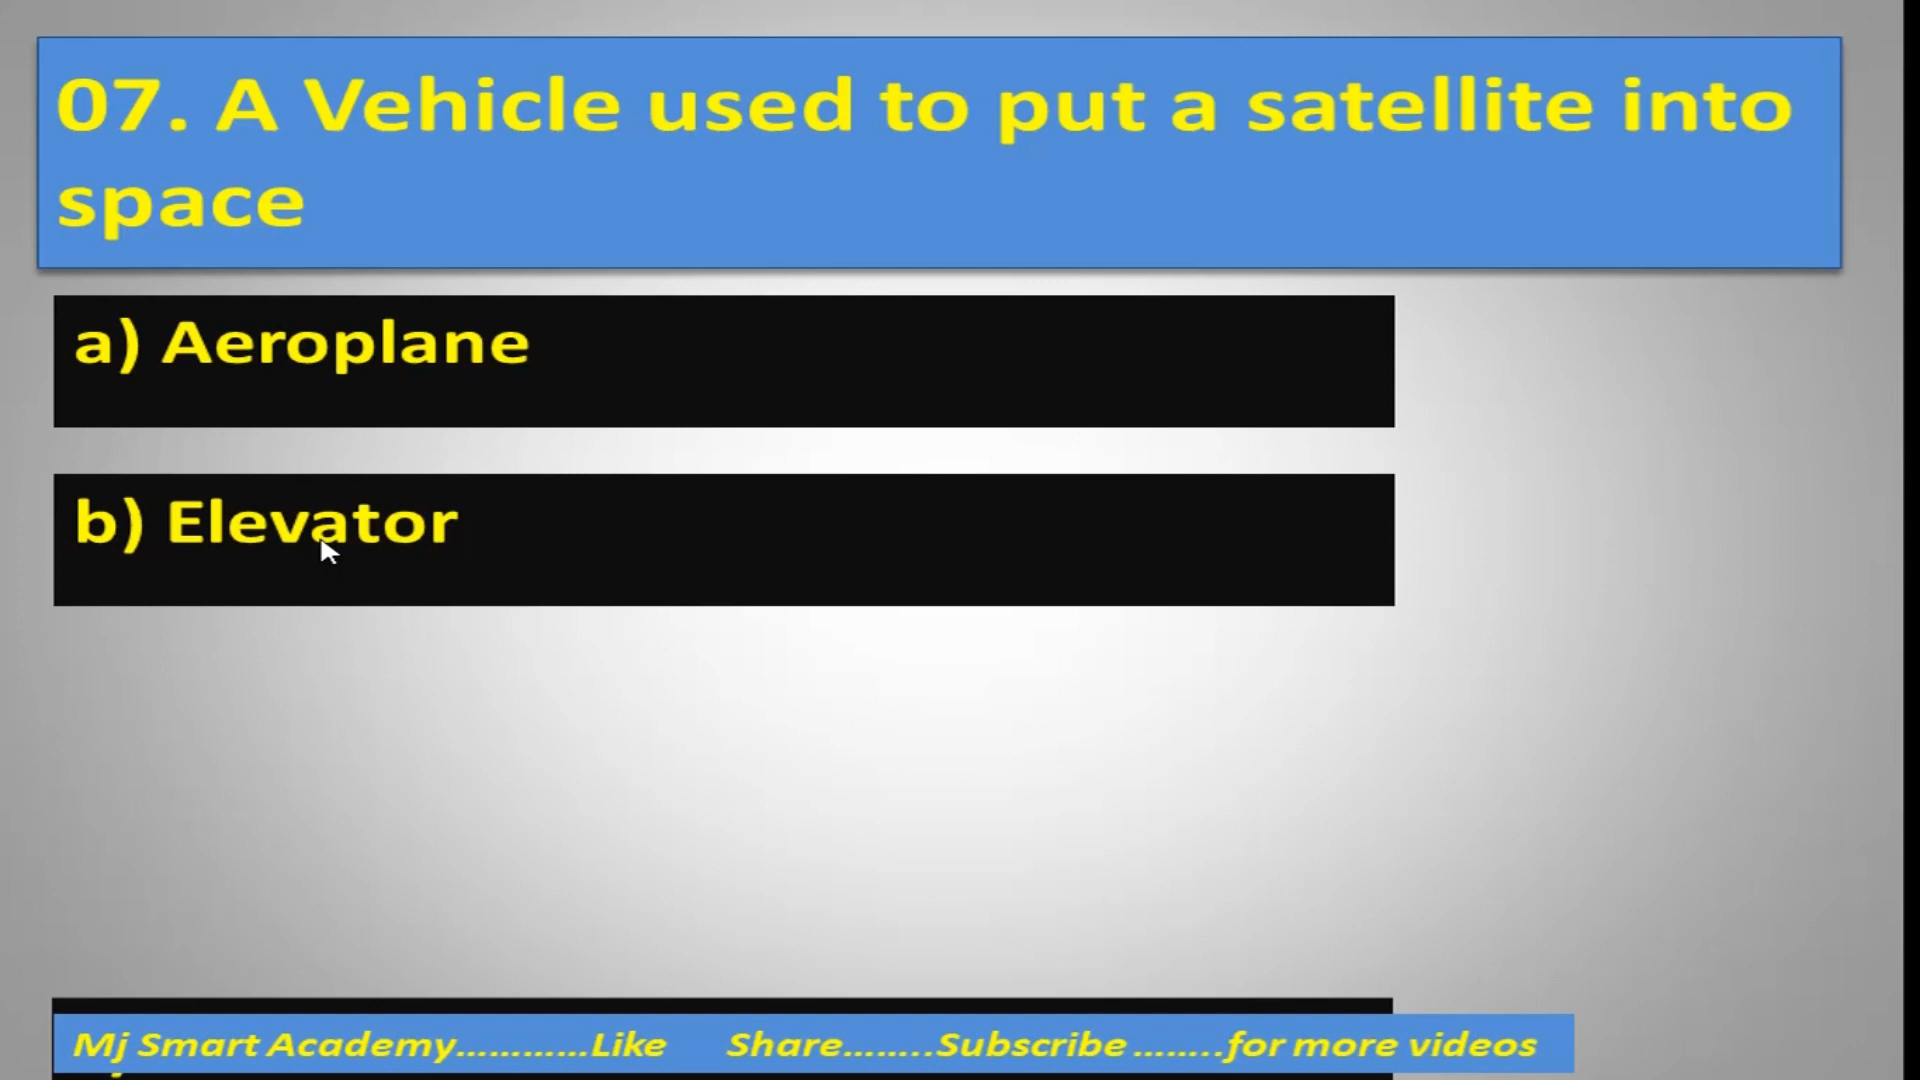 07. A Vehicle used to put a satellite into
space
a) Aeroplane
b) Elevator
Mj Smart Academy............Like Share........Subscribe ........for more videos